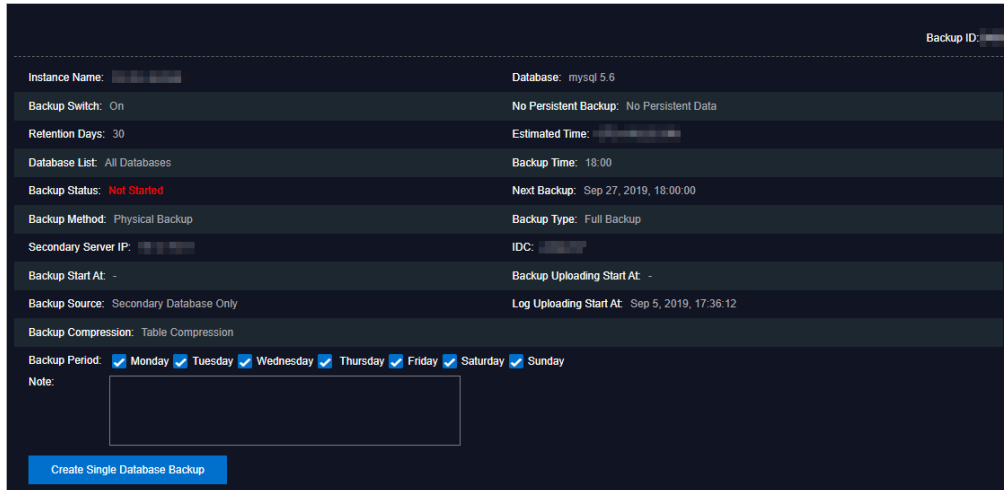 Backup ID:
Instance Name: Database: mysql 5.6
Backup Switch: On No Persistent Backup: No Persistent Data
Retention Days: 30 Estimated Time:
Database List: All Databases Backup Time: 18:00
Backup Status: Not Started Next Backup: Sep 27, 2019, 18:00:00
Backup Method: Physical Backup Backup Type: Full Backup
Secondary Server IP: IDC:
Backup Start At: - Backup Uploading Start At: -
Backup Source: Secondary Database Only Log Uploading Start At: Sep 5, 2019, 17:36:12
Backup Compression: Table Compression
Backup Period: Monday Tuesday Wednesday Thursday Friday Saturday Sunday
Note:
Create Single Database Backup